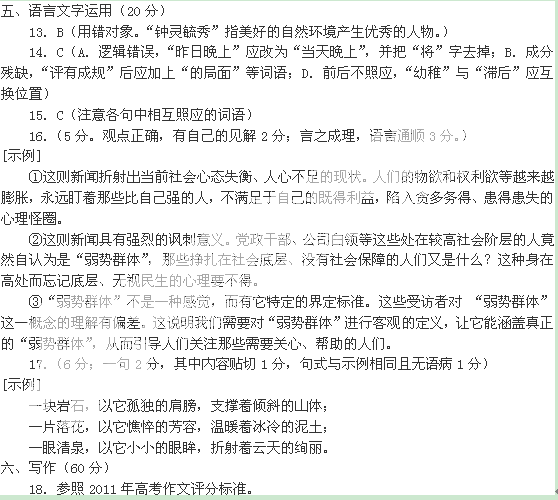 五、语言文字运用（20分）
13. B（用错对象。“钟灵毓秀”指美好的自然环境产生优秀的人物。）
14. C（A. 逻辑错误，“昨日晚上”应改为“当天晚上”，并把“将”字去掉；B. 成分
残缺，“评有成规”后应加上“的局面”等词语；D. 前后不照应，“幼稚”与“滞后”应互
换位置）
15. C（注意各句中相互照应的词语）
16.（5分。观点正确，有自己的见解2分；言之成理，语言通顺3分。）
[示例]
①这则新闻折射出当前社会心态失衡、人心不足的现状。人们的物欲和权利欲等越来越
膨胀，永远盯着那些比自己强的人，不满足于自己的既得利益，陷入贪多务得、患得患失的
心理怪圈。
②这则新闻具有强烈的讽刺意义。党政干部、公司白领等这些处在较高社会阶层的人竟
然自认为是“弱势群体”，那些挣扎在社会底层、没有社会保障的人们又是什么？这种身在
高处而忘记底层、无视民生的心理要不得。
③“弱势群体”不是一种感觉，而有它特定的界定标准。这些受访者对 “弱势群体”
这一概念的理解有偏差。这说明我们需要对“弱势群体”进行客观的定义，让它能涵盖真正
的“弱势群体”，从而引导人们关注那些需要关心、帮助的人们。
17.（6分；一句2分，其中内容贴切1分，句式与示例相同且无语病1分）
[示例]
一块岩石，以它孤独的肩膀，支撑着倾斜的山体；
一片落花，以它憔悴的芳容，温暖着冰冷的泥土；
一眼清泉，以它小小的眼眸，折射着云天的绚丽。
六、写作（60分）
18. 参照2011年高考作文评分标准。